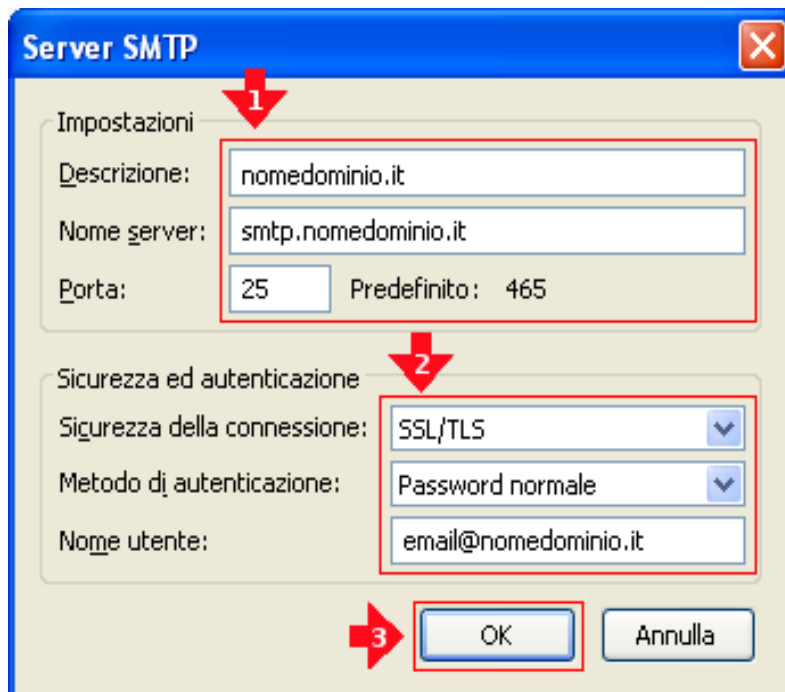 Server SMTP
1
Impostazioni
Descrizione: nomedominio.it
Nome server: smtp.nomedominio.it
Porta: 25 Predefinito: 465
2
Sicurezza ed autenticazione
Sicurezza della connessione: SSL/TLS
Metodo di autenticazione: Password normale
Nome utente: email@nomedominio.it
3 OK Annulla